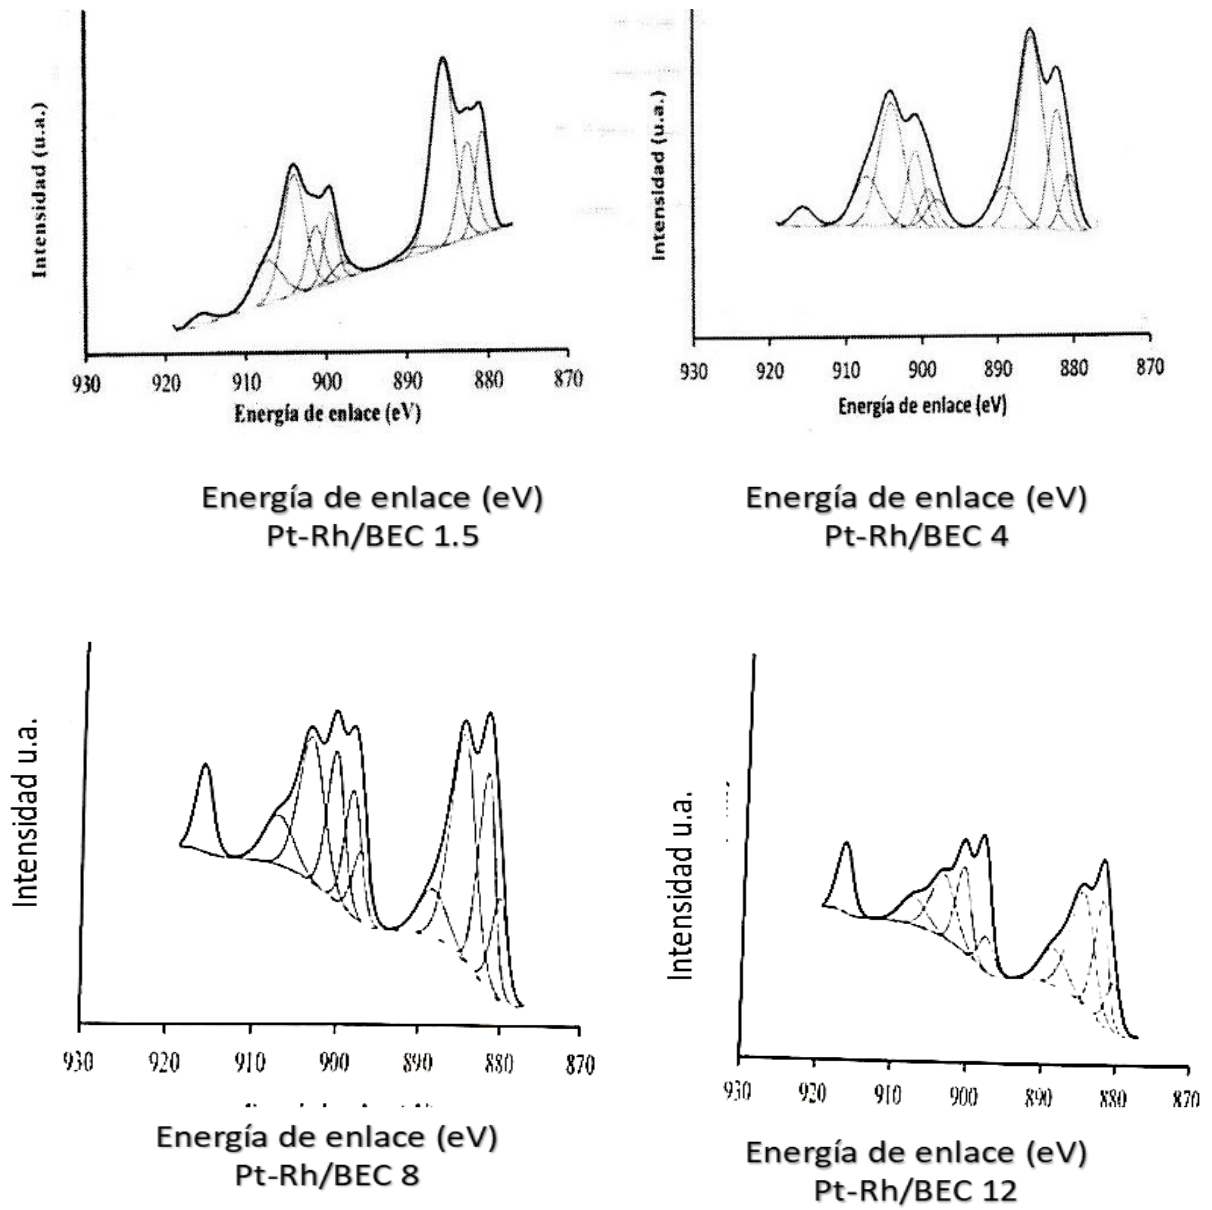 Intensidad (u.a.)
930 920 910 900 890 880 870
Energía de enlace (eV)
Energía de enlace (eV)
Pt-Rh/BEC 1.5
Intensidad (u.a.)
930 920 910 900 890 880 870
Energía de enlace (eV)
Energía de enlace (eV)
Pt-Rh/BEC 4
Intensidad u.a.
930 920 910 900 890 880 870
Energía de enlace (eV)
Pt-Rh/BEC 8
Intensidad u.a.
930 920 910 900 890 880 870
Energía de enlace (eV)
Pt-Rh/BEC 12